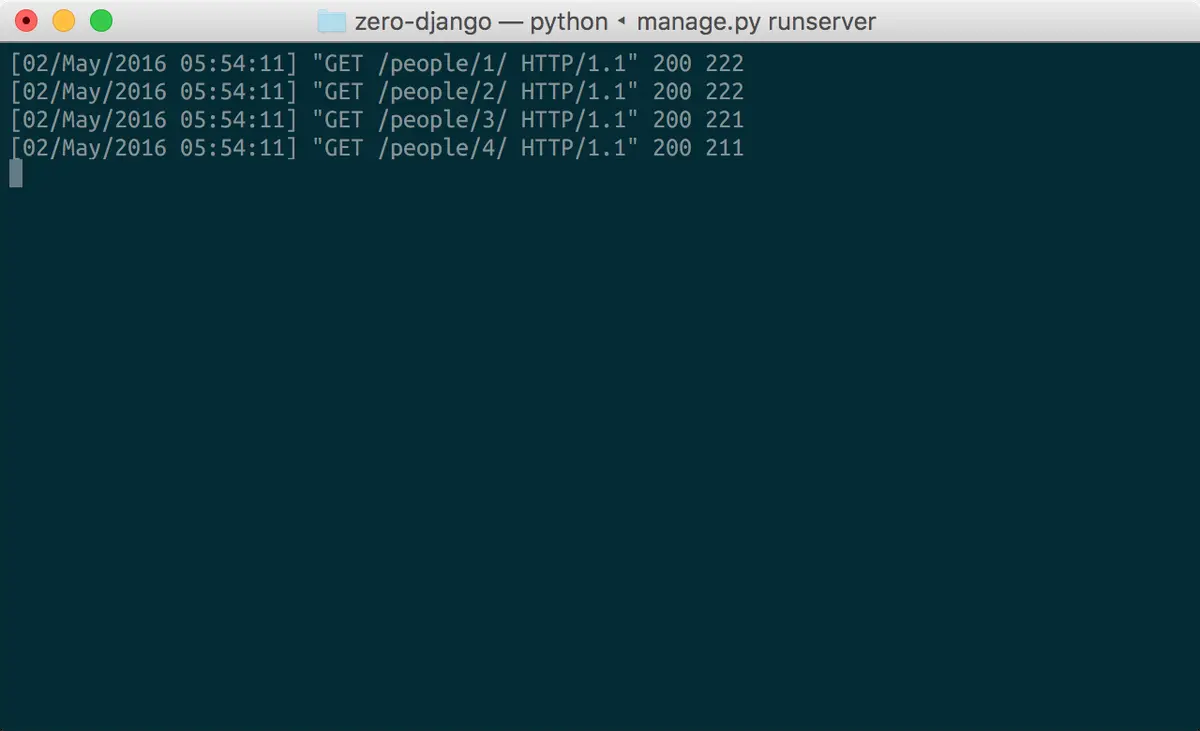 zero-django — python ◂ manage.py runserver
[02/May/2016 05:54:11] "GET /people/1/ HTTP/1.1" 200 222
[02/May/2016 05:54:11] "GET /people/2/ HTTP/1.1" 200 222
[02/May/2016 05:54:11] "GET /people/3/ HTTP/1.1" 200 221
[02/May/2016 05:54:11] "GET /people/4/ HTTP/1.1" 200 211